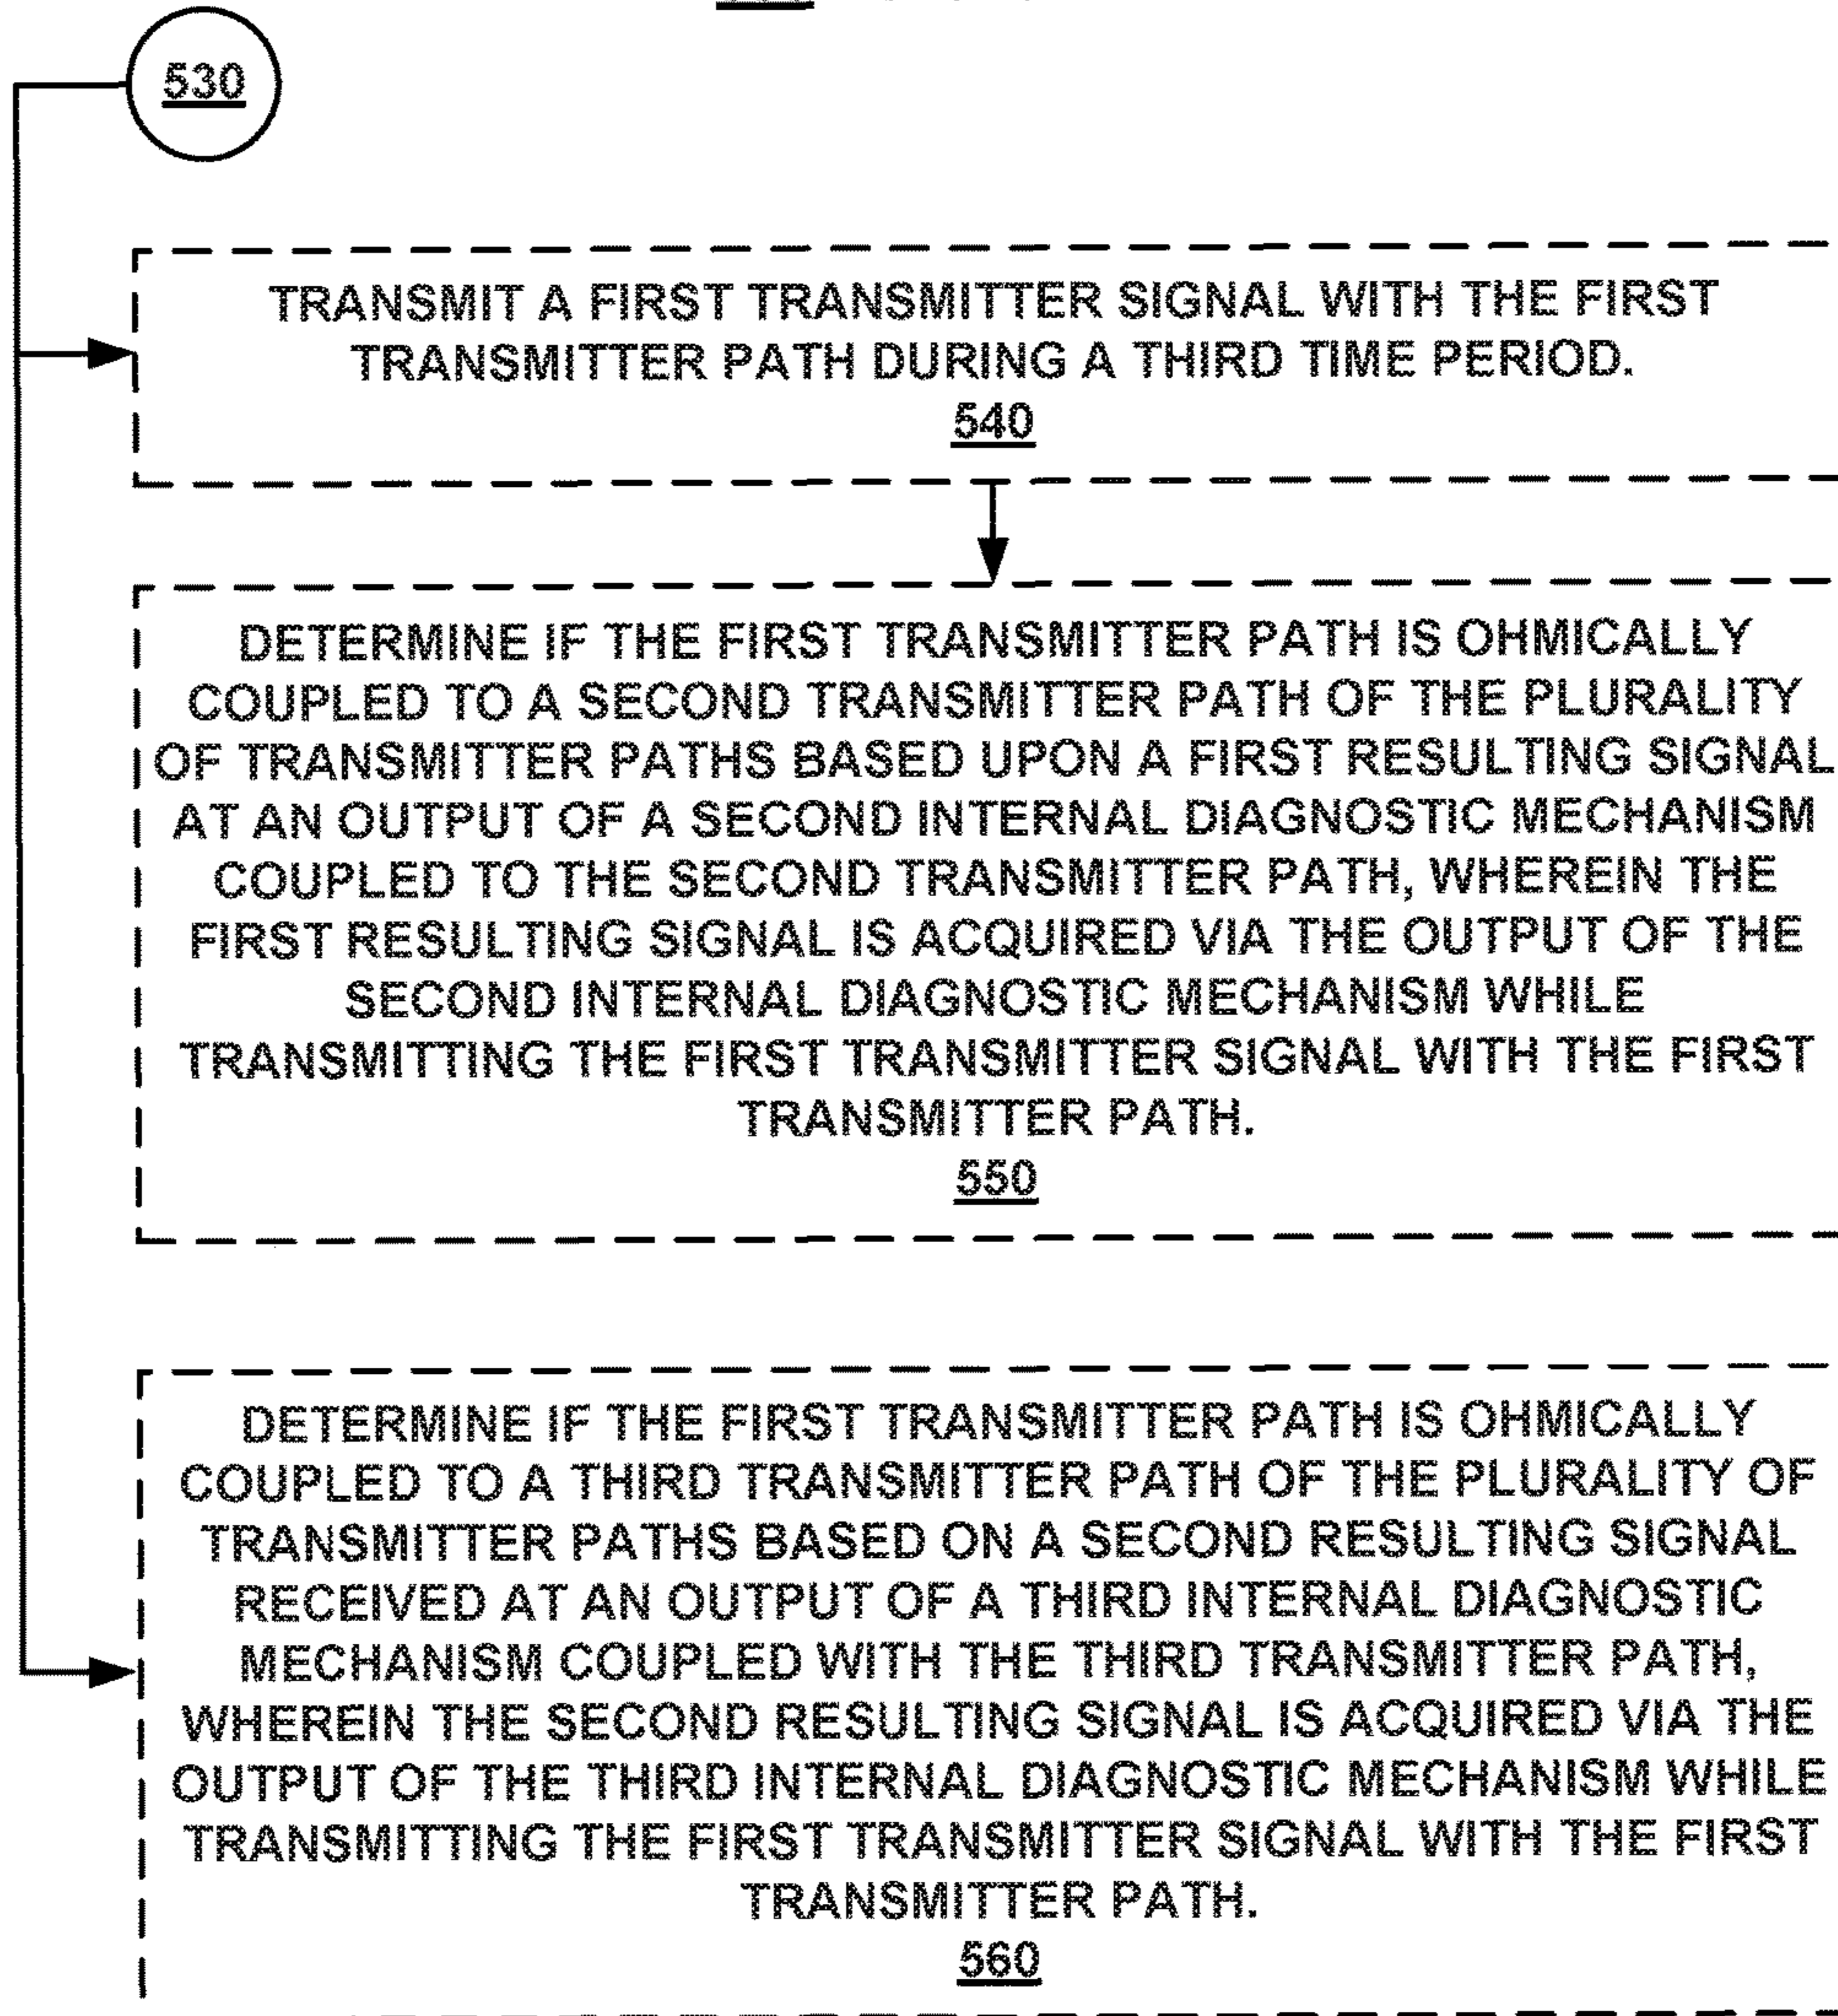 530
TRANSMIT A FIRST TRANSMITTER SIGNAL WITH THE FIRST
TRANSMITTER PATH DURING A THIRD TIME PERIOD.
540
DETERMINE IF THE FIRST TRANSMITTER PATH IS OHMICALLY
COUPLED TO A SECOND TRANSMITTER PATH OF THE PLURALITY
OF TRANSMITTER PATHS BASED UPON A FIRST RESULTING SIGNAL
AT AN OUTPUT OF A SECOND INTERNAL DIAGNOSTIC MECHANISM
COUPLED TO THE SECOND TRANSMITTER PATH, WHEREIN THE
FIRST RESULTING SIGNAL IS ACQUIRED VIA THE OUTPUT OF THE
SECOND INTERNAL DIAGNOSTIC MECHANISM WHILE
TRANSMITTING THE FIRST TRANSMITTER SIGNAL WITH THE FIRST
TRANSMITTER PATH.
550
DETERMINE IF THE FIRST TRANSMITTER PATH IS OHMICALLY
COUPLED TO A THIRD TRANSMITTER PATH OF THE PLURALITY OF
TRANSMITTER PATHS BASED ON A SECOND RESULTING SIGNAL
RECEIVED AT AN OUTPUT OF A THIRD INTERNAL DIAGNOSTIC
MECHANISM COUPLED WITH THE THIRD TRANSMITTER PATH,
WHEREIN THE SECOND RESULTING SIGNAL IS ACQUIRED VIA THE
OUTPUT OF THE THIRD INTERNAL DIAGNOSTIC MECHANISM WHILE
TRANSMITTING THE FIRST TRANSMITTER SIGNAL WITH THE FIRST
TRANSMITTER PATH.
560